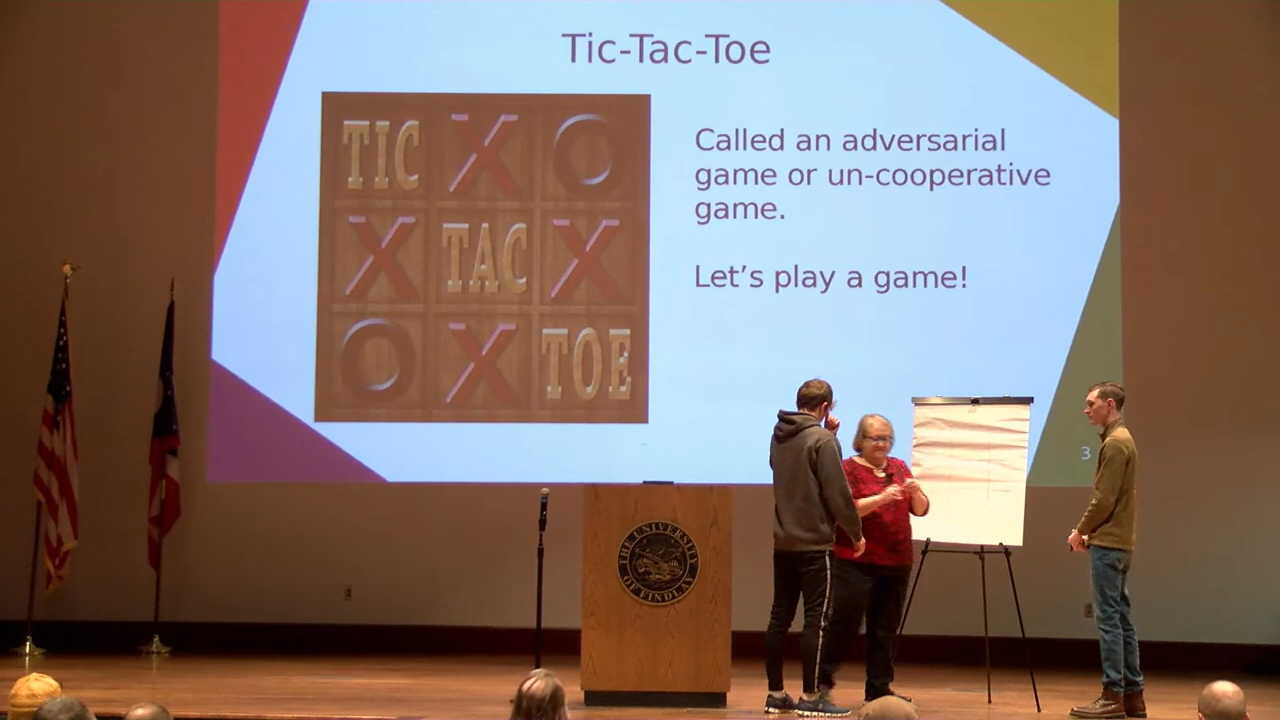 Tic-Tac-Toe
TIC X O
X TAC X
O X TOE
Called an adversarial
game or un-cooperative
game.
Let's play a game!
3
THE UNIVERSITY
OF FINDLAY